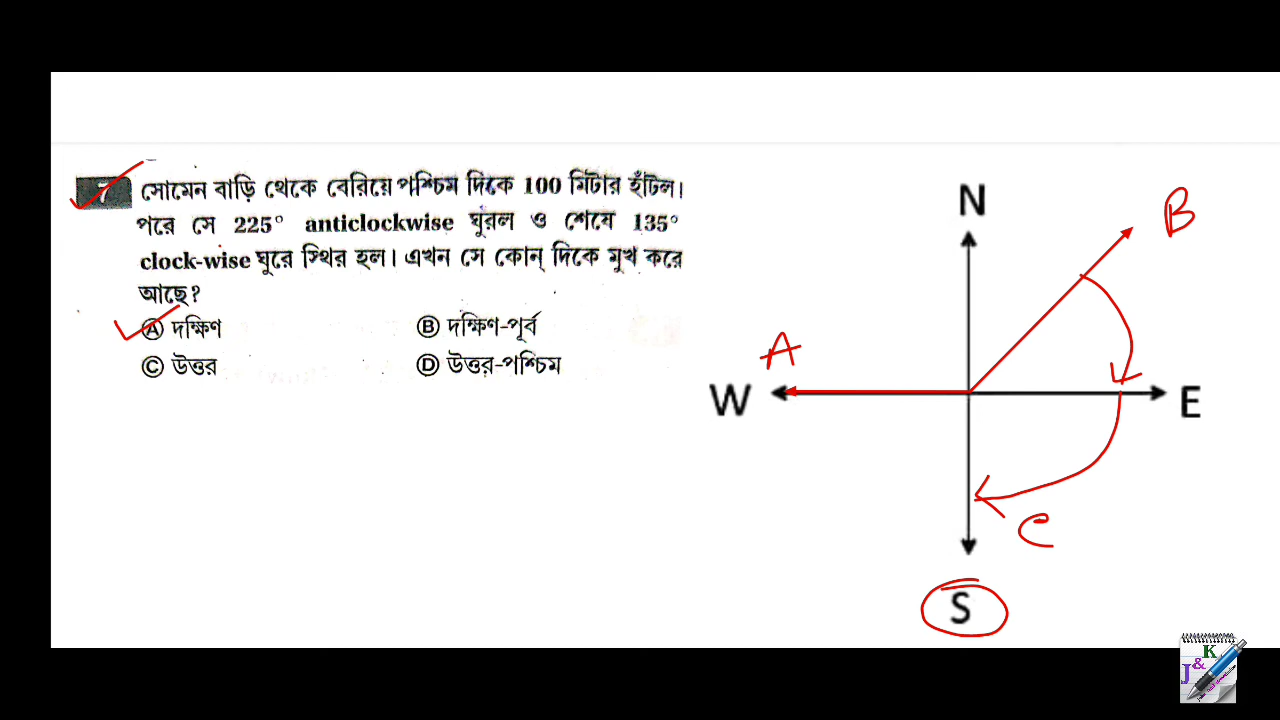 7 সোমেন বাড়ি থেকে বেরিয়ে পশ্চিম দিকে 100 মিটার হাঁটল।
পরে সে 225° anticlockwise ঘুরল ও শেষে 135°
clock-wise ঘুরে স্থির হল। এখন সে কোন্ দিকে মুখ করে
আছে?
Ⓐ দক্ষিণ Ⓑ দক্ষিণ-পূর্ব
Ⓒ উত্তর Ⓓ উত্তর-পশ্চিম
N
B
A
W
E
C
S
J&K